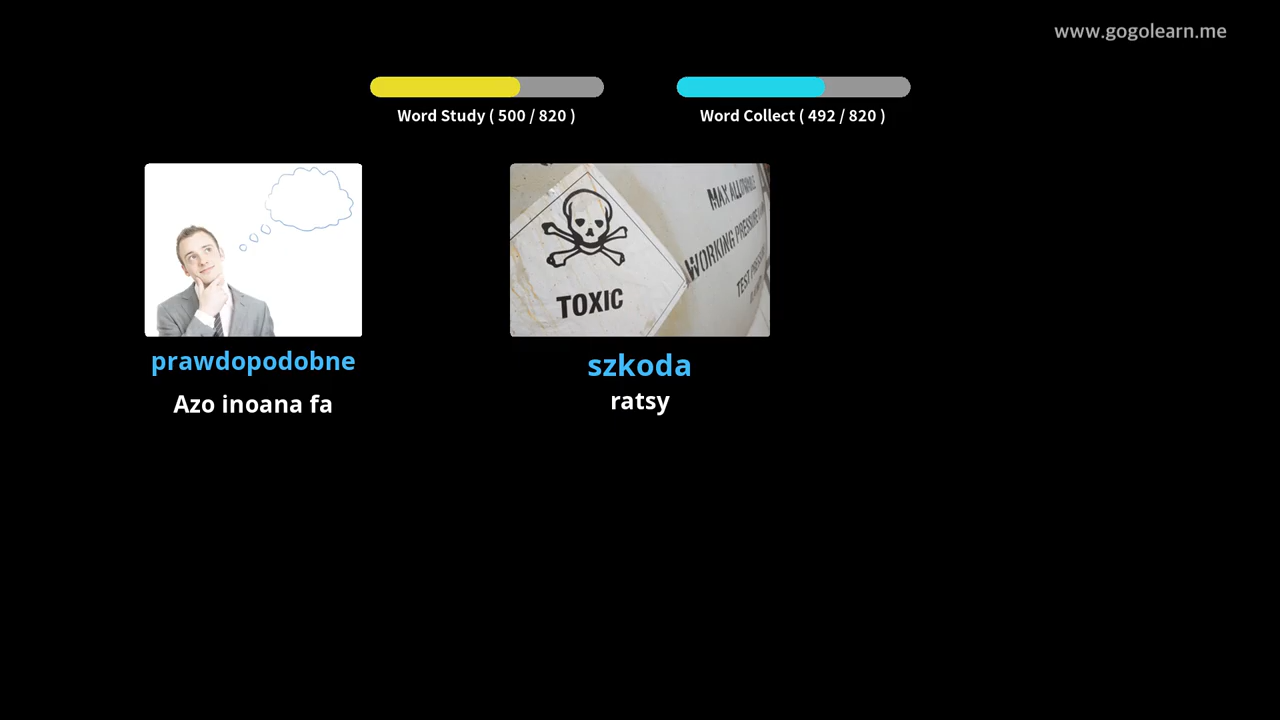 www.gogolearn.me
Word Study ( 500 / 820 )
Word Collect ( 492 / 820 )
prawdopodobne
Azo inoana fa
TOXIC
MAX ALLOWABLE
WORKING PRESSURE
szkoda
ratsy